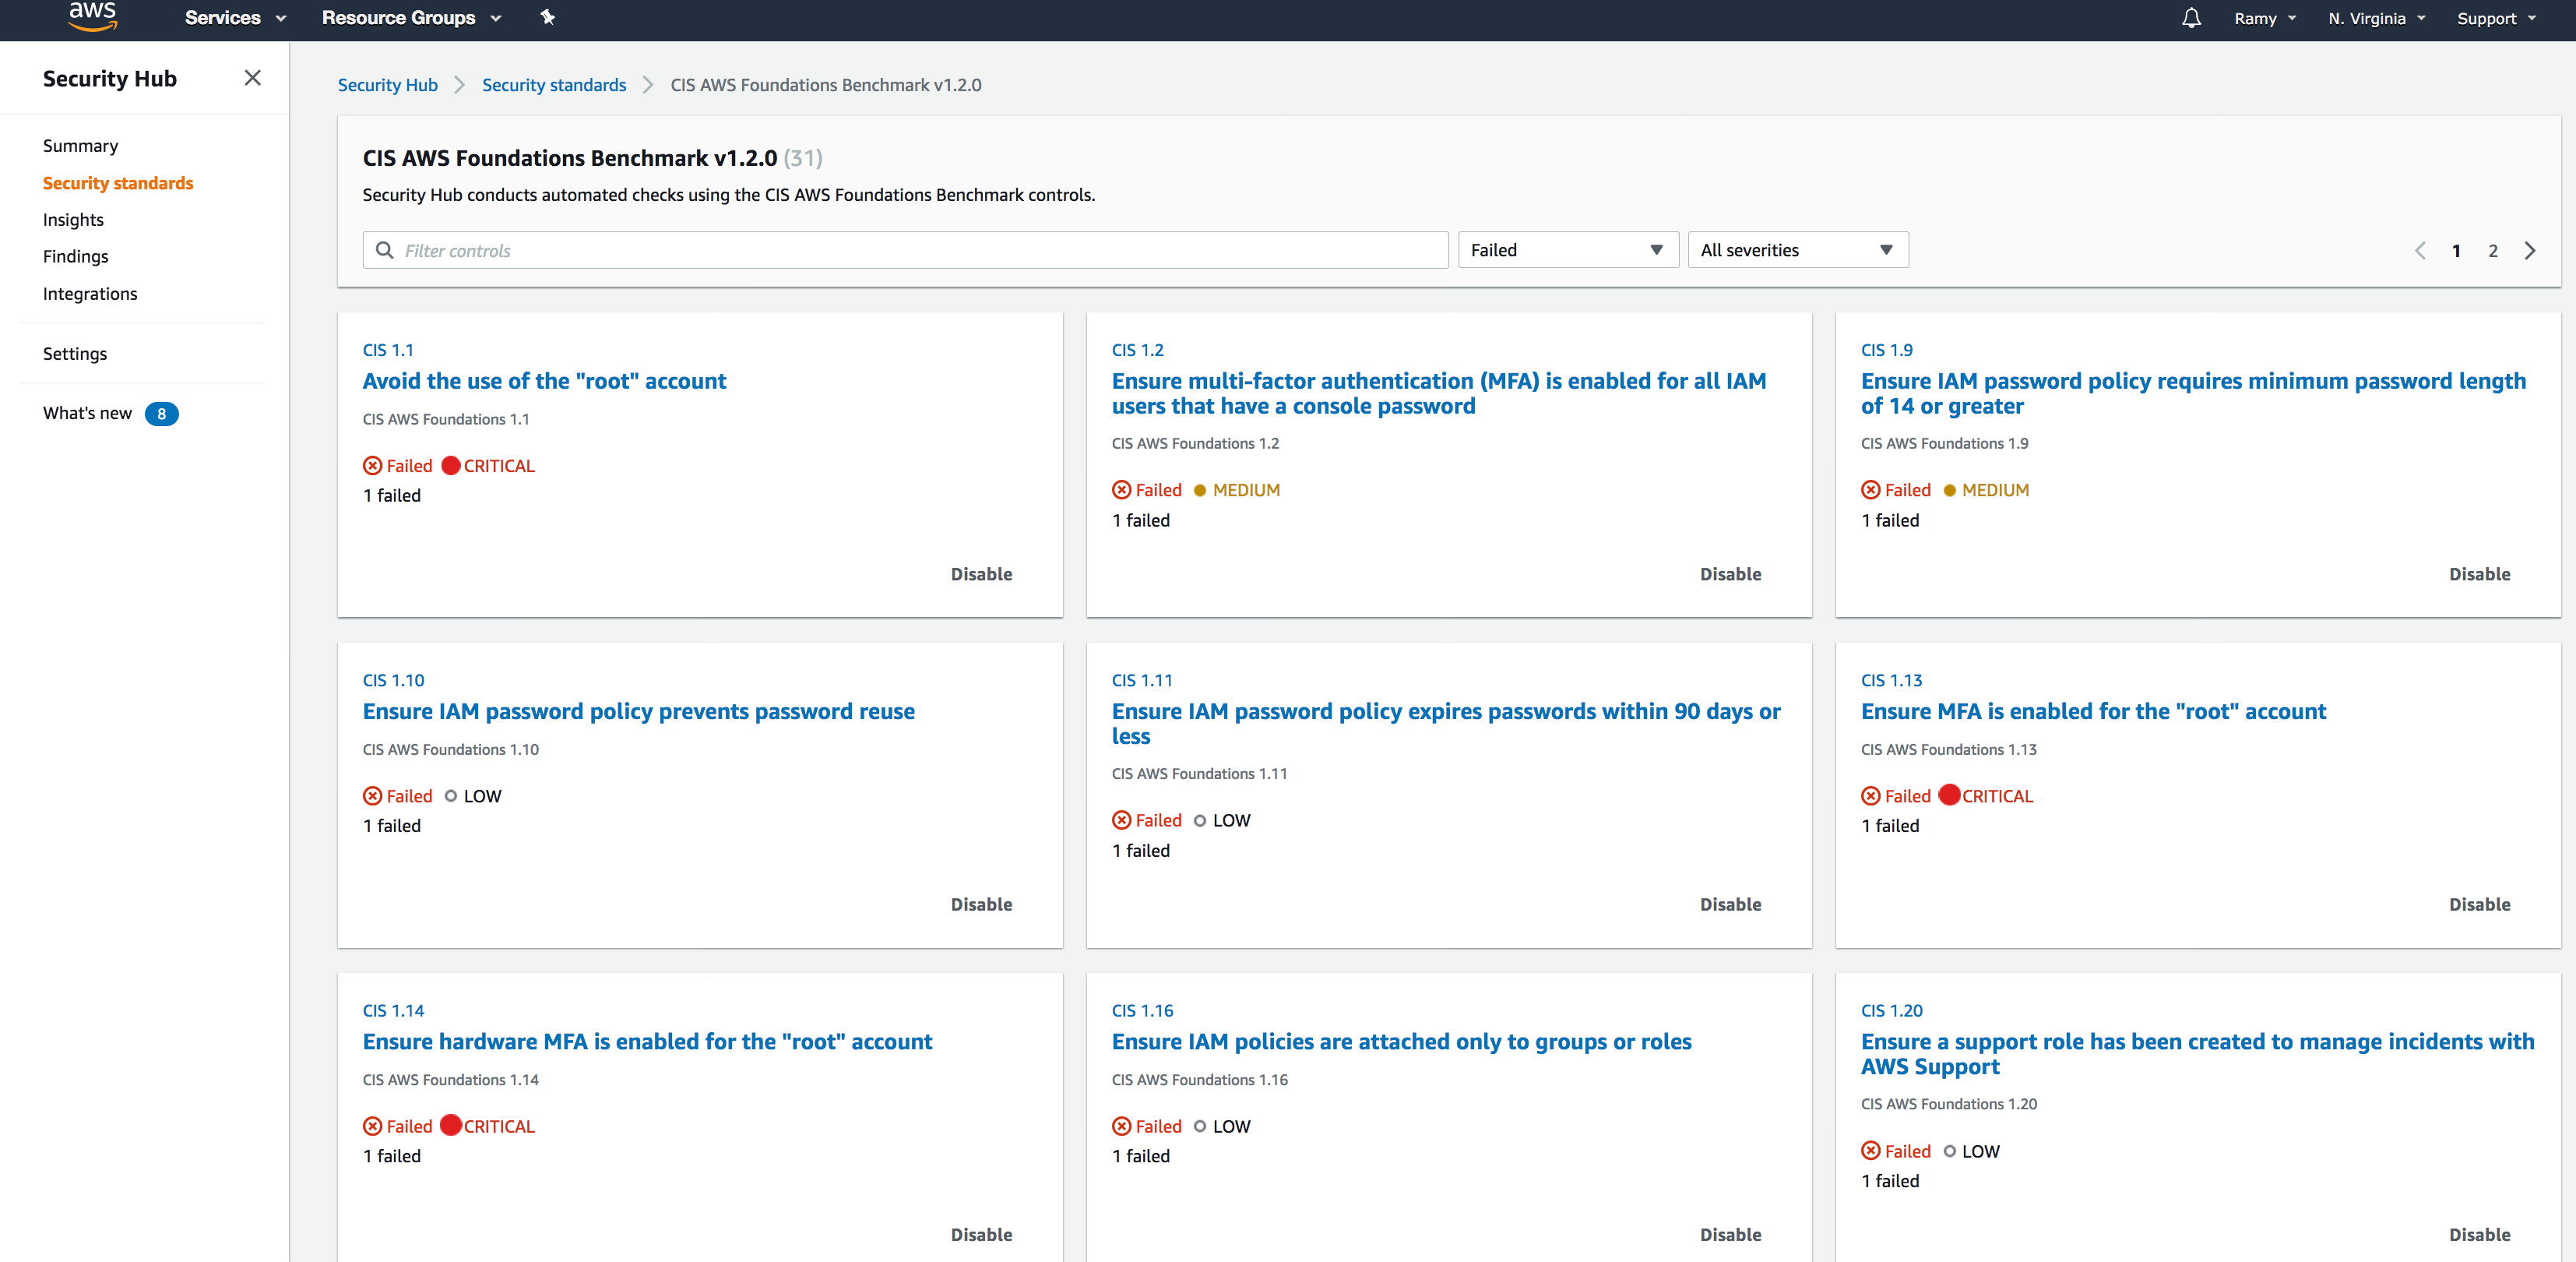 aws
Services
Resource Groups
Ramy
N. Virginia
Support
Security Hub
Summary
Security standards
Insights
Findings
Integrations
Settings
What's new 8
Security Hub
Security standards
CIS AWS Foundations Benchmark v1.2.0
CIS AWS Foundations Benchmark v1.2.0 (31)
Security Hub conducts automated checks using the CIS AWS Foundations Benchmark controls.
Filter controls
Failed
All severities
1 2
CIS 1.1
Avoid the use of the "root" account
CIS AWS Foundations 1.1
Failed CRITICAL
1 failed
Disable
CIS 1.2
Ensure multi-factor authentication (MFA) is enabled for all IAM
users that have a console password
CIS AWS Foundations 1.2
Failed MEDIUM
1 failed
Disable
CIS 1.9
Ensure IAM password policy requires minimum password length
of 14 or greater
CIS AWS Foundations 1.9
Failed MEDIUM
1 failed
Disable
CIS 1.10
Ensure IAM password policy prevents password reuse
CIS AWS Foundations 1.10
Failed LOW
1 failed
Disable
CIS 1.11
Ensure IAM password policy expires passwords within 90 days or
less
CIS AWS Foundations 1.11
Failed LOW
1 failed
Disable
CIS 1.13
Ensure MFA is enabled for the "root" account
CIS AWS Foundations 1.13
Failed CRITICAL
1 failed
Disable
CIS 1.14
Ensure hardware MFA is enabled for the "root" account
CIS AWS Foundations 1.14
Failed CRITICAL
1 failed
Disable
CIS 1.16
Ensure IAM policies are attached only to groups or roles
CIS AWS Foundations 1.16
Failed LOW
1 failed
Disable
CIS 1.20
Ensure a support role has been created to manage incidents with
AWS Support
CIS AWS Foundations 1.20
Failed LOW
1 failed
Disable